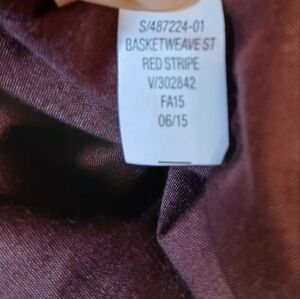 S/487224-01
BASKETWEAVE ST
RED STRIPE
V/302842
FA15
06/15